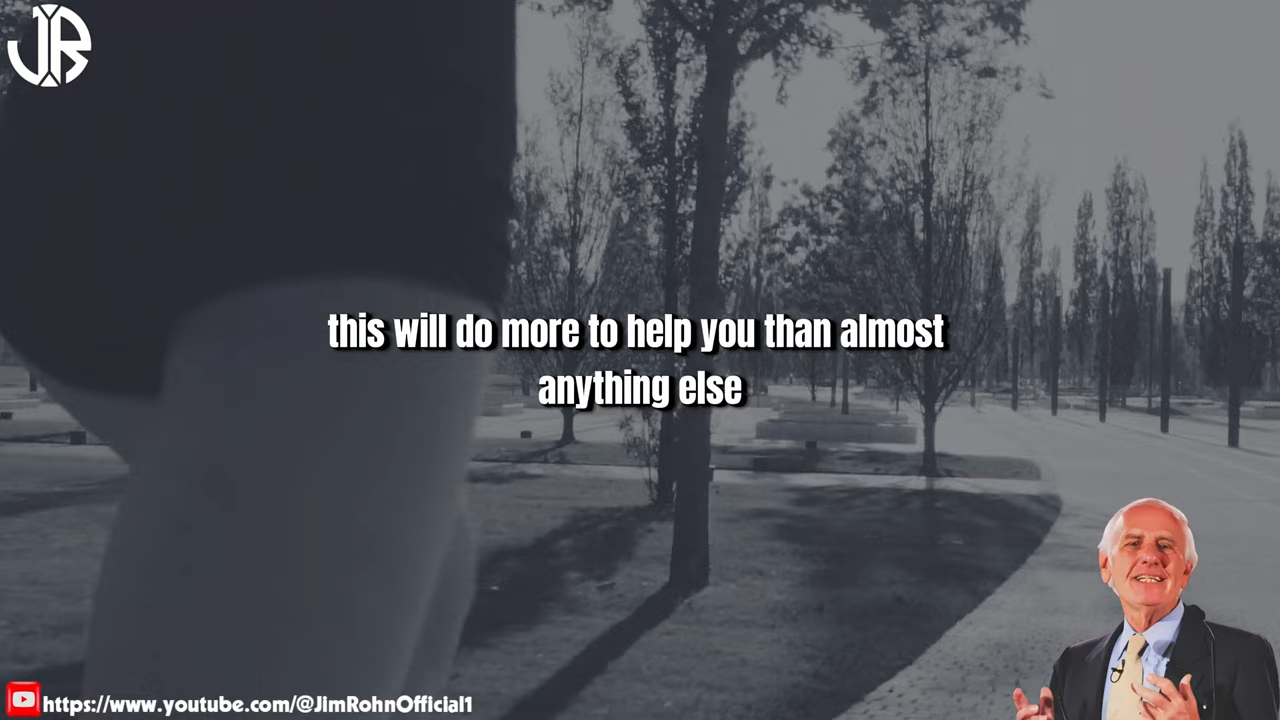 JR
this will do more to help you than almost
anything else
https://www.youtube.com/@JimRohnOfficial1